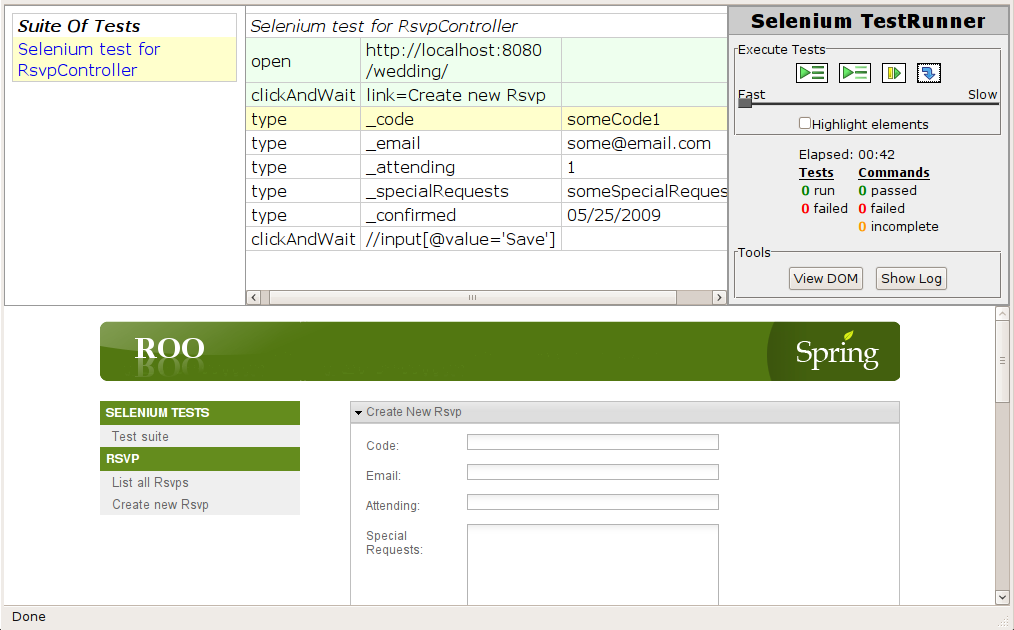 Suite Of Tests
Selenium test for
RsvpController
Selenium test for RsvpController
open http://localhost:8080
/wedding/
clickAndWait link=Create new Rsvp
type _code someCode1
type _email some@email.com
type _attending 1
type _specialRequests someSpecialReques
type _confirmed 05/25/2009
clickAndWait //input[@value='Save']
Selenium TestRunner
Execute Tests
Fast Slow
Highlight elements
Elapsed: 00:42
Tests Commands
0 run 0 passed
0 failed 0 failed
0 incomplete
Tools
View DOM Show Log
ROO
Spring
SELENIUM TESTS
Test suite
RSVP
List all Rsvps
Create new Rsvp
Create New Rsvp
Code:
Email:
Attending:
Special
Requests:
Done